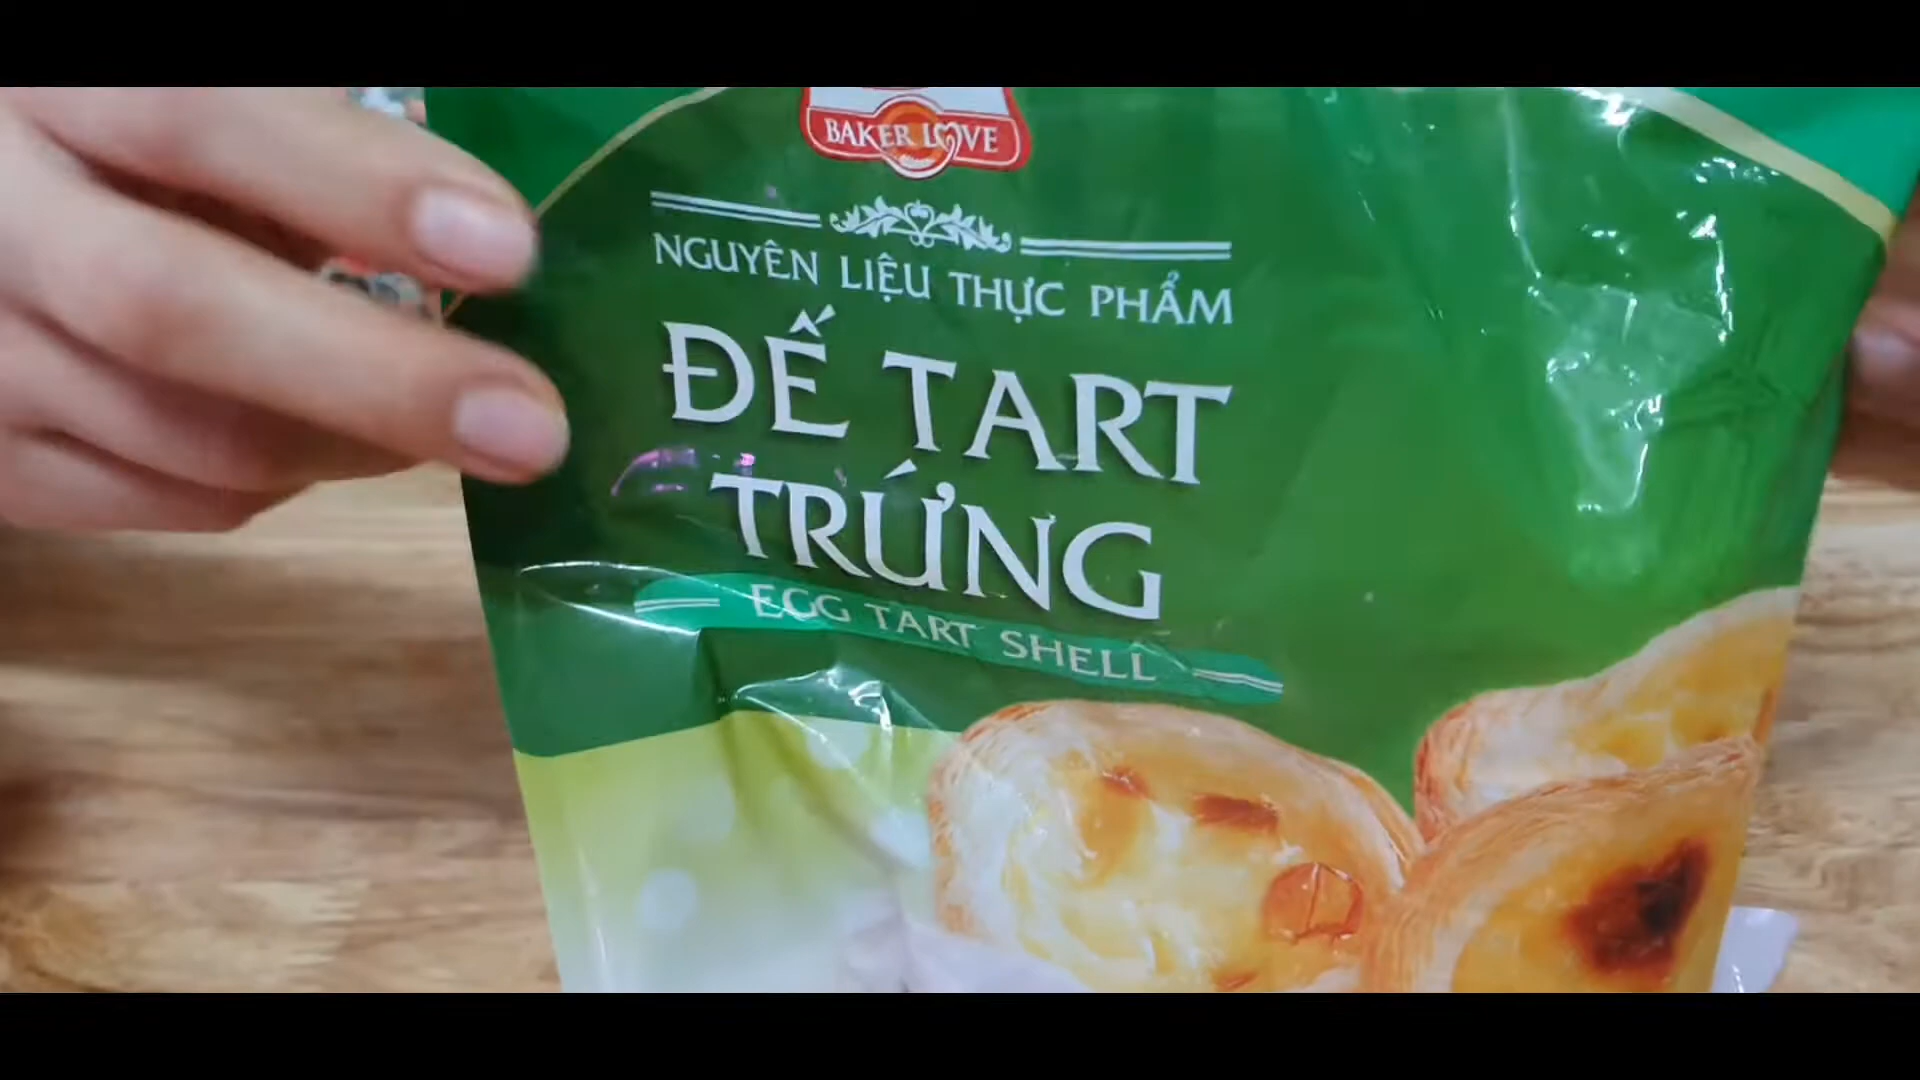 BAKER LOVE
NGUYÊN LIỆU THỰC PHẨM
ĐẾ TART
TRỨNG
EGG TART SHELL